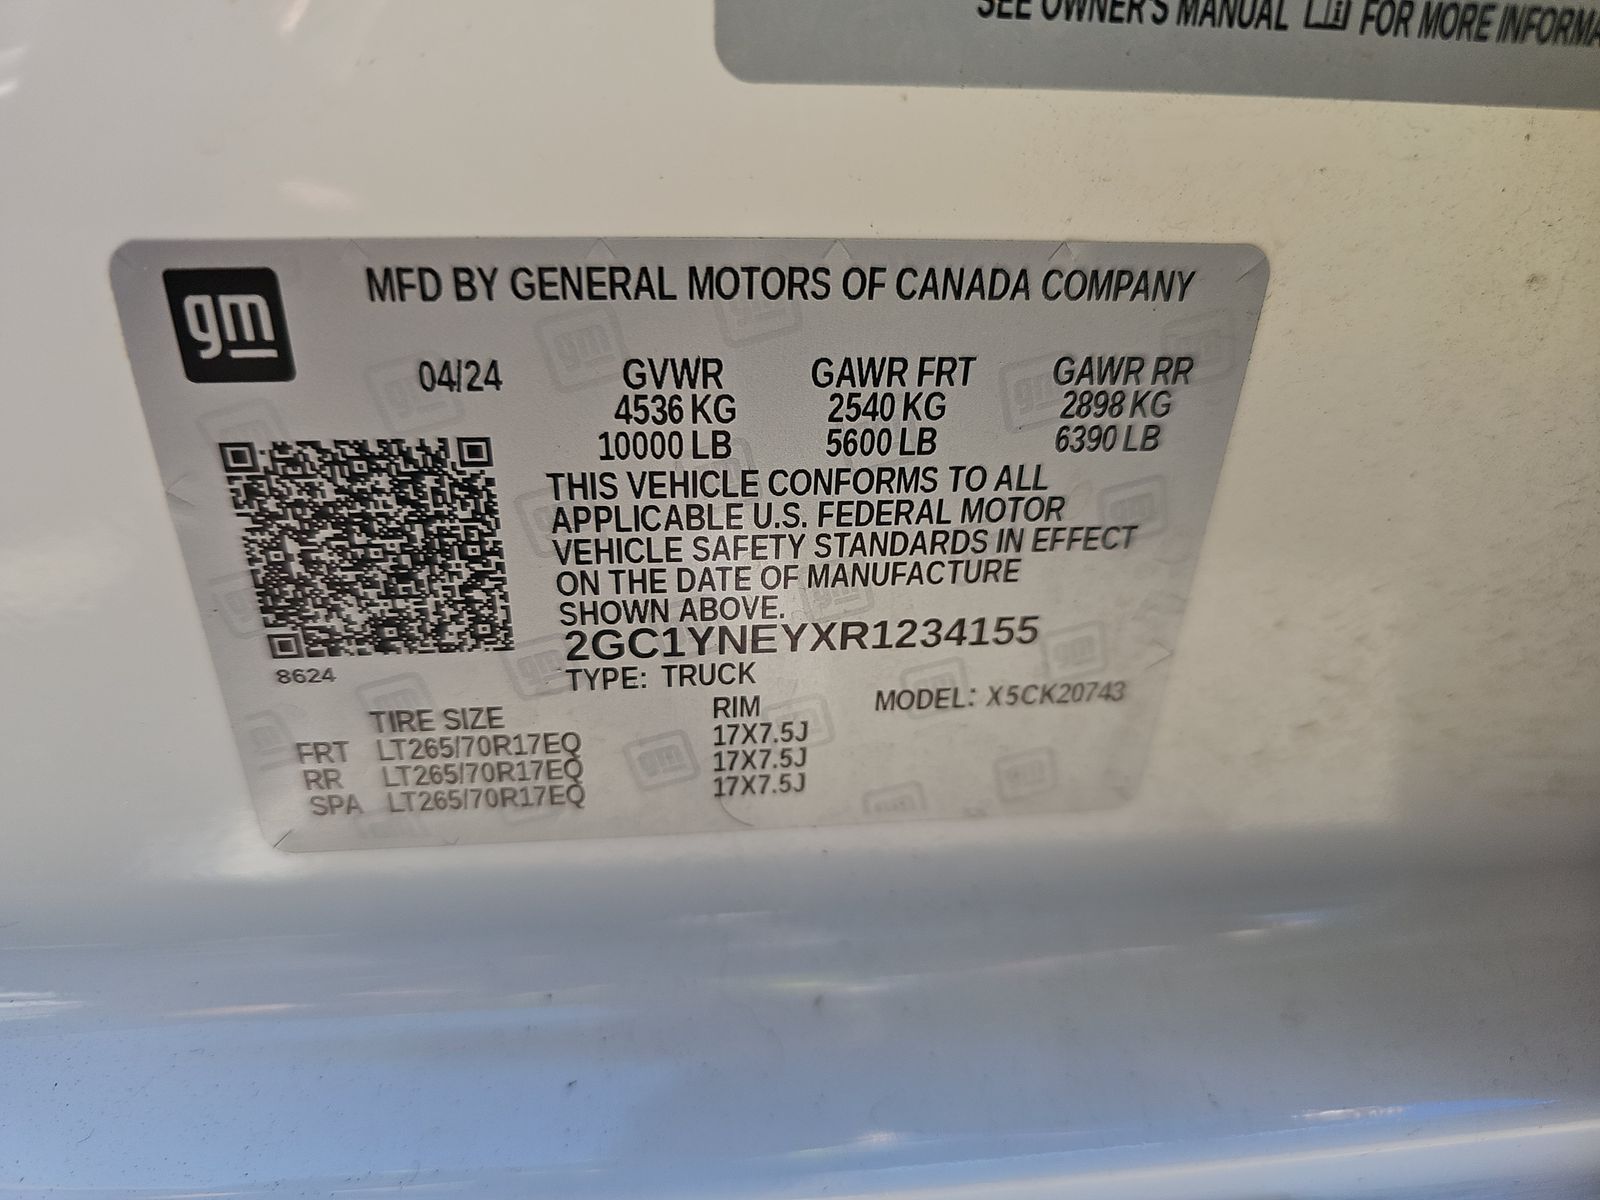 SEE OWNER'S MANUAL FOR MORE
gm MFD BY GENERAL MOTORS OF CANADA COMPANY
04/24 GVWR GAWR FRT GAWR RR
4536 KG 2540 KG 2898 KG
10000 LB 5600 LB 6390 LB
THIS VEHICLE CONFORMS TO ALL
APPLICABLE U.S. FEDERAL MOTOR
VEHICLE SAFETY STANDARDS IN EFFECT
ON THE DATE OF MANUFACTURE
SHOWN ABOVE.
2GC1YNEYXR1234155
8624 TYPE: TRUCK
TIRE SIZE RIM MODEL: X5CK20743
FRT LT265/70R17EQ 17X7.5J
RR LT265/70R17EQ 17X7.5J
SPA LT265/70R17EQ 17X7.5J